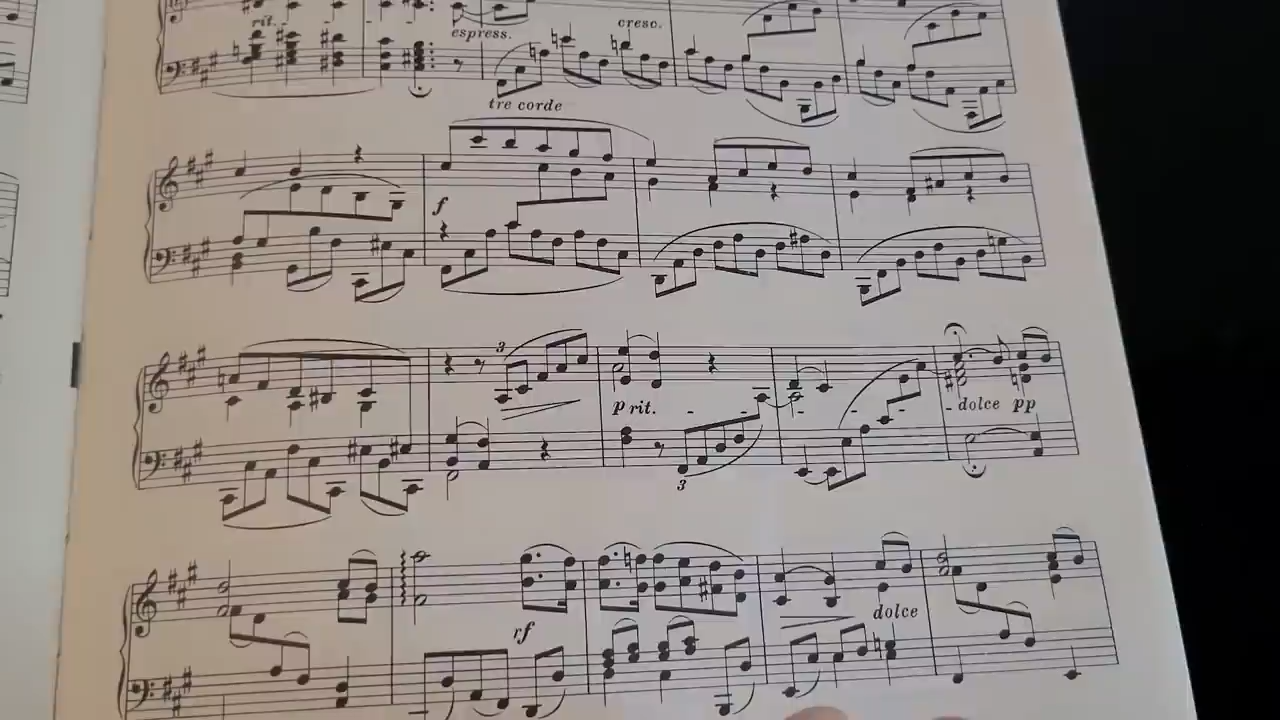 rit.
espress.
cresc.
tre corde
f
3
p rit.
dolce pp
3
rf
dolce